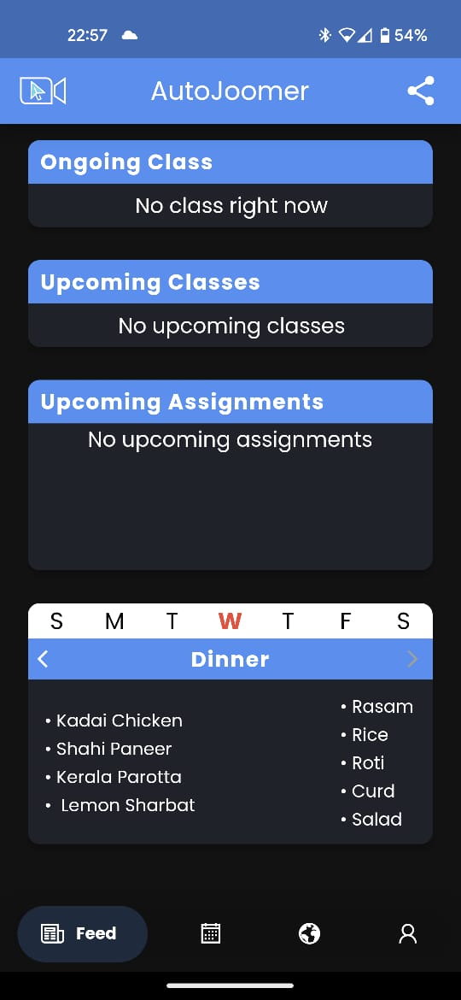 22:57 54%
AutoJoomer
Ongoing Class
No class right now
Upcoming Classes
No upcoming classes
Upcoming Assignments
No upcoming assignments
S M T W T F S
Dinner
• Kadai Chicken
• Shahi Paneer
• Kerala Parotta
• Lemon Sharbat
• Rasam
• Rice
• Roti
• Curd
• Salad
Feed